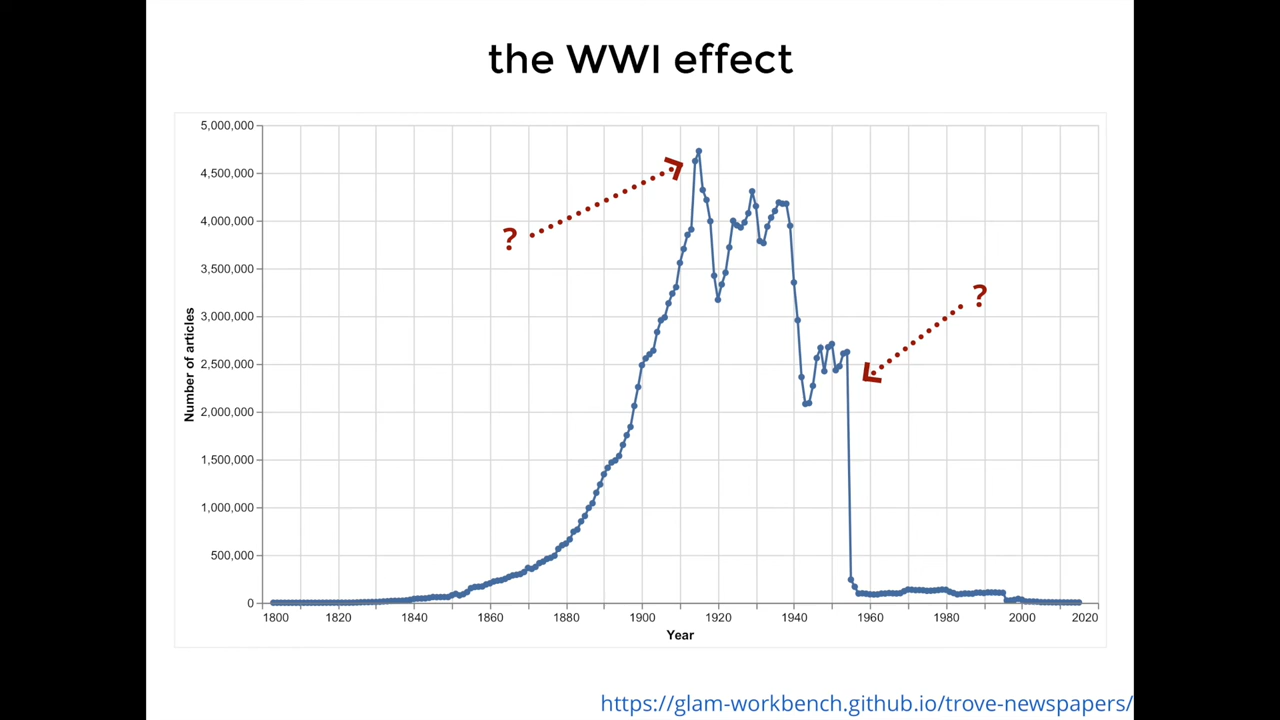 the WWI effect
5,000,000
4,500,000
4,000,000
3,500,000
3,000,000
2,500,000
2,000,000
1,500,000
1,000,000
500,000
0
Number of articles
?
?
1800 1820 1840 1860 1880 1900 1920 1940 1960 1980 2000 2020
Year
https://glam-workbench.github.io/trove-newspapers/